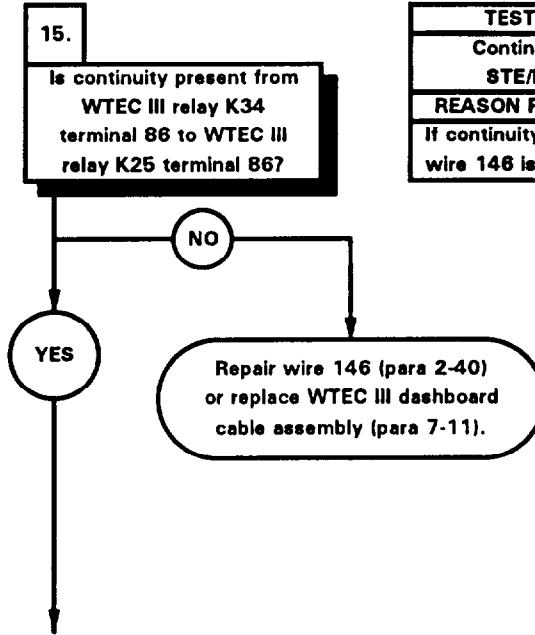 15.
Is continuity present from
WTEC III relay K34
terminal 86 to WTEC III
relay K25 terminal 86?
TEST
Contin
STE/
REASON F
If continuity
wire 146 is
NO
YES
Repair wire 146 (para 2-40)
or replace WTEC III dashboard
cable assembly (para 7-11).